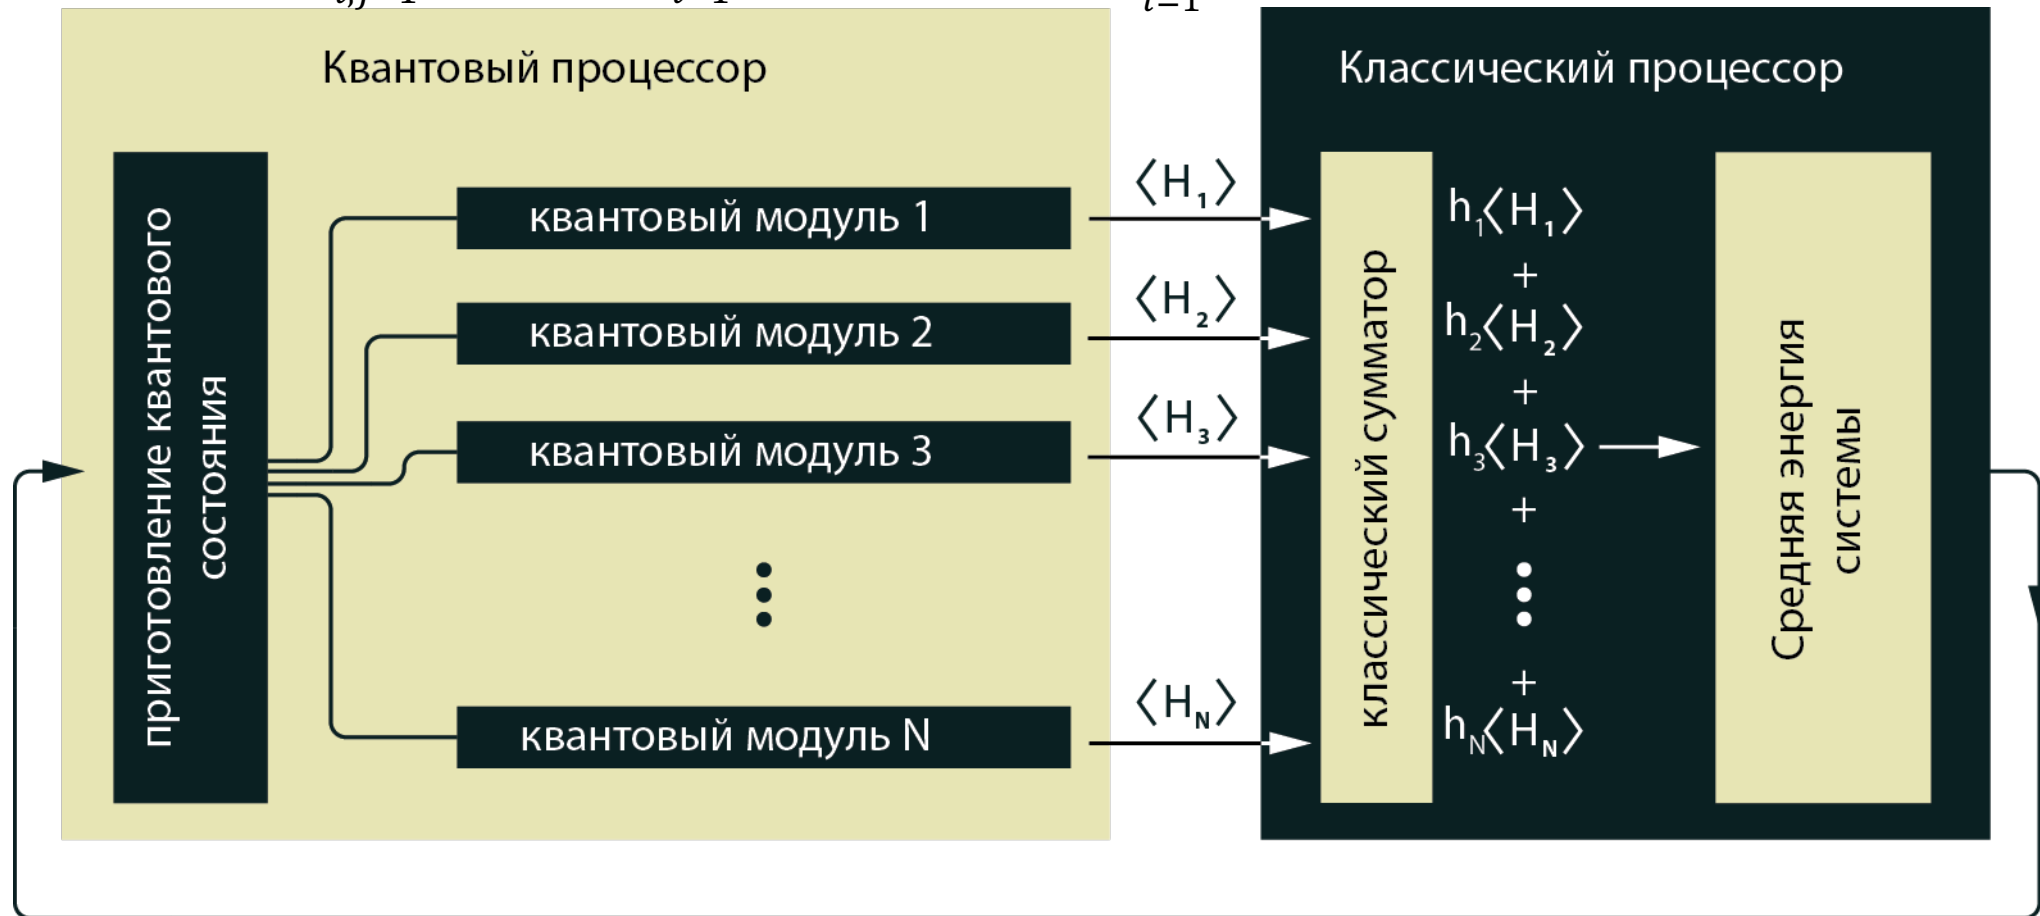 Квантовый процессор
приготовление квантового
состояния
квантовый модуль 1
квантовый модуль 2
квантовый модуль 3
квантовый модуль N
⟨H₁⟩
⟨H₂⟩
⟨H₃⟩
⟨H_N⟩
Классический процессор
классический сумматор
h₁⟨H₁⟩
+
h₂⟨H₂⟩
+
h₃⟨H₃⟩
+
+
h_N⟨H_N⟩
Средняя энергия
системы